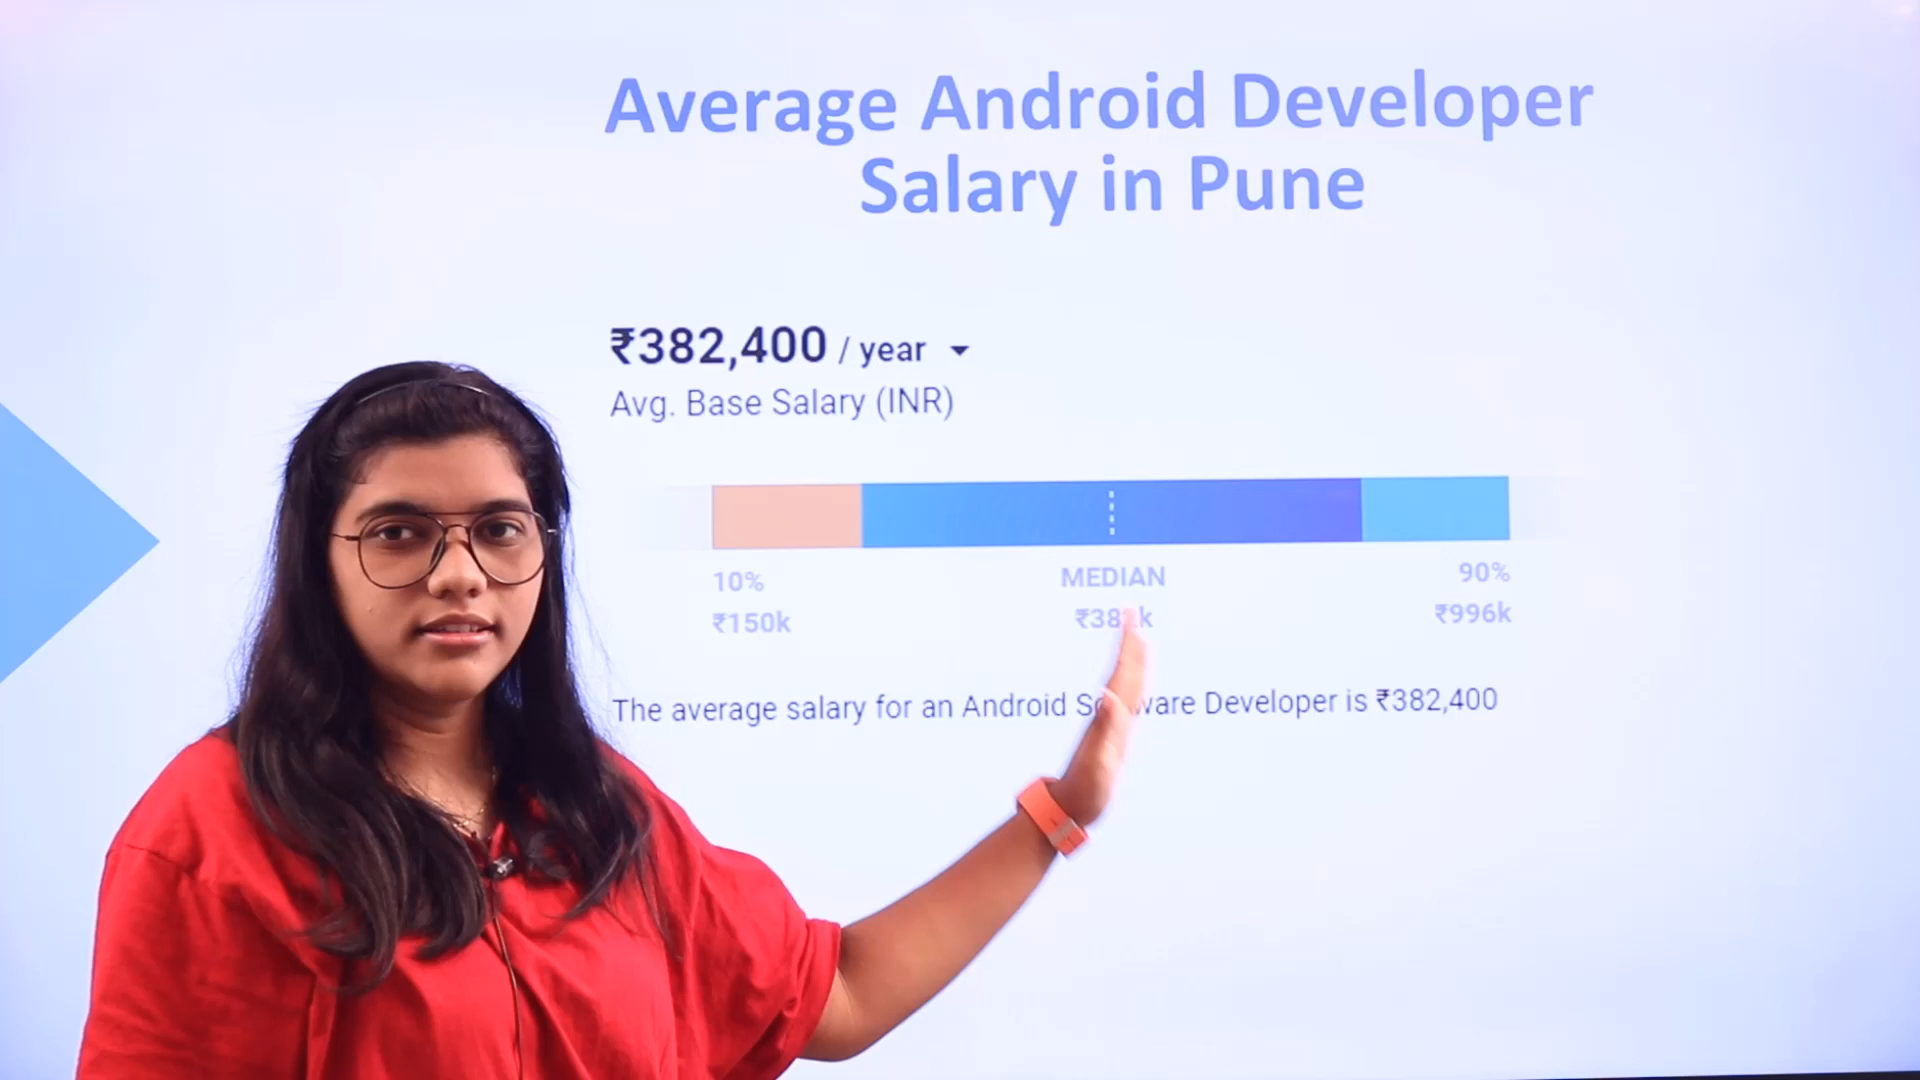 Average Android Developer
Salary in Pune
₹382,400 / year
Avg. Base Salary (INR)
10% MEDIAN 90%
₹150k ₹996k
The average salary for an Android Developer is ₹382,400